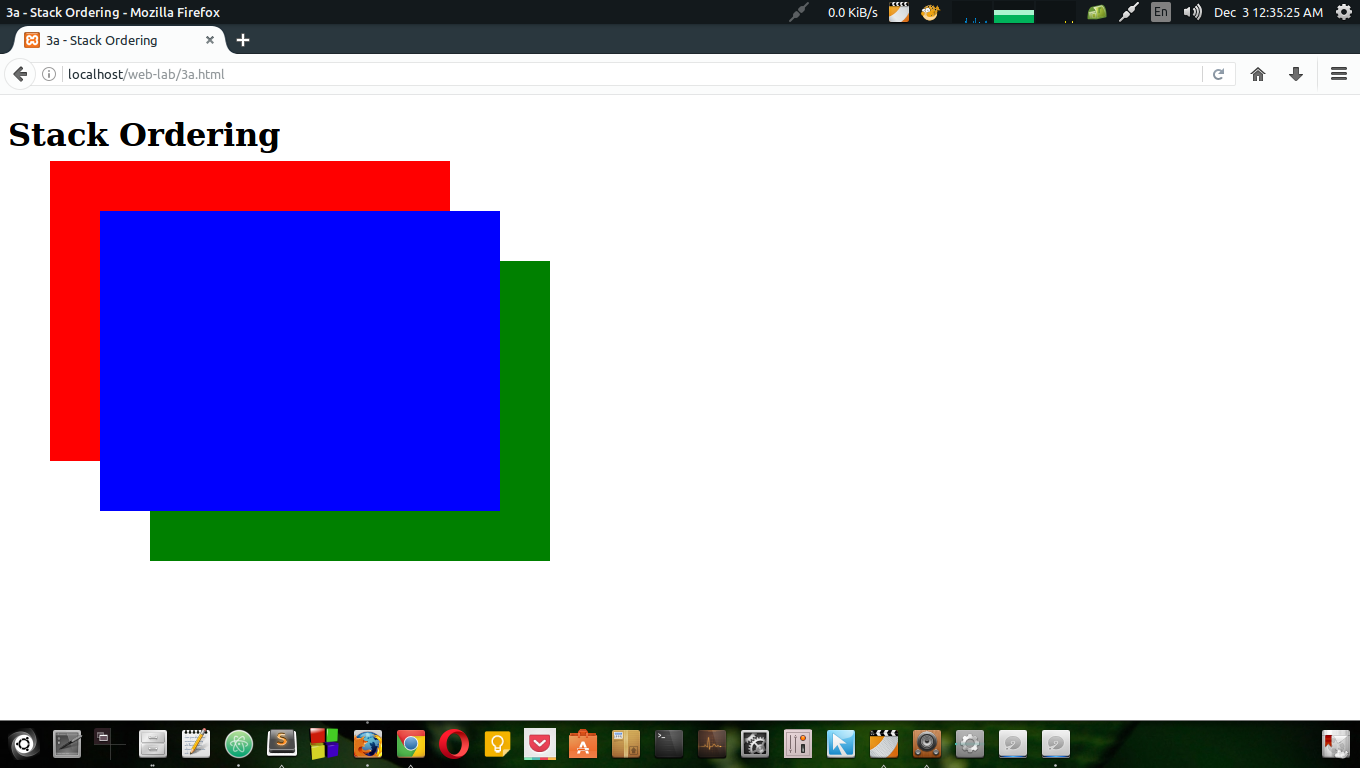 3a - Stack Ordering - Mozilla Firefox
0.0 KiB/s
En
Dec 3 12:35:25 AM
3a - Stack Ordering
localhost/web-lab/3a.html
Stack Ordering